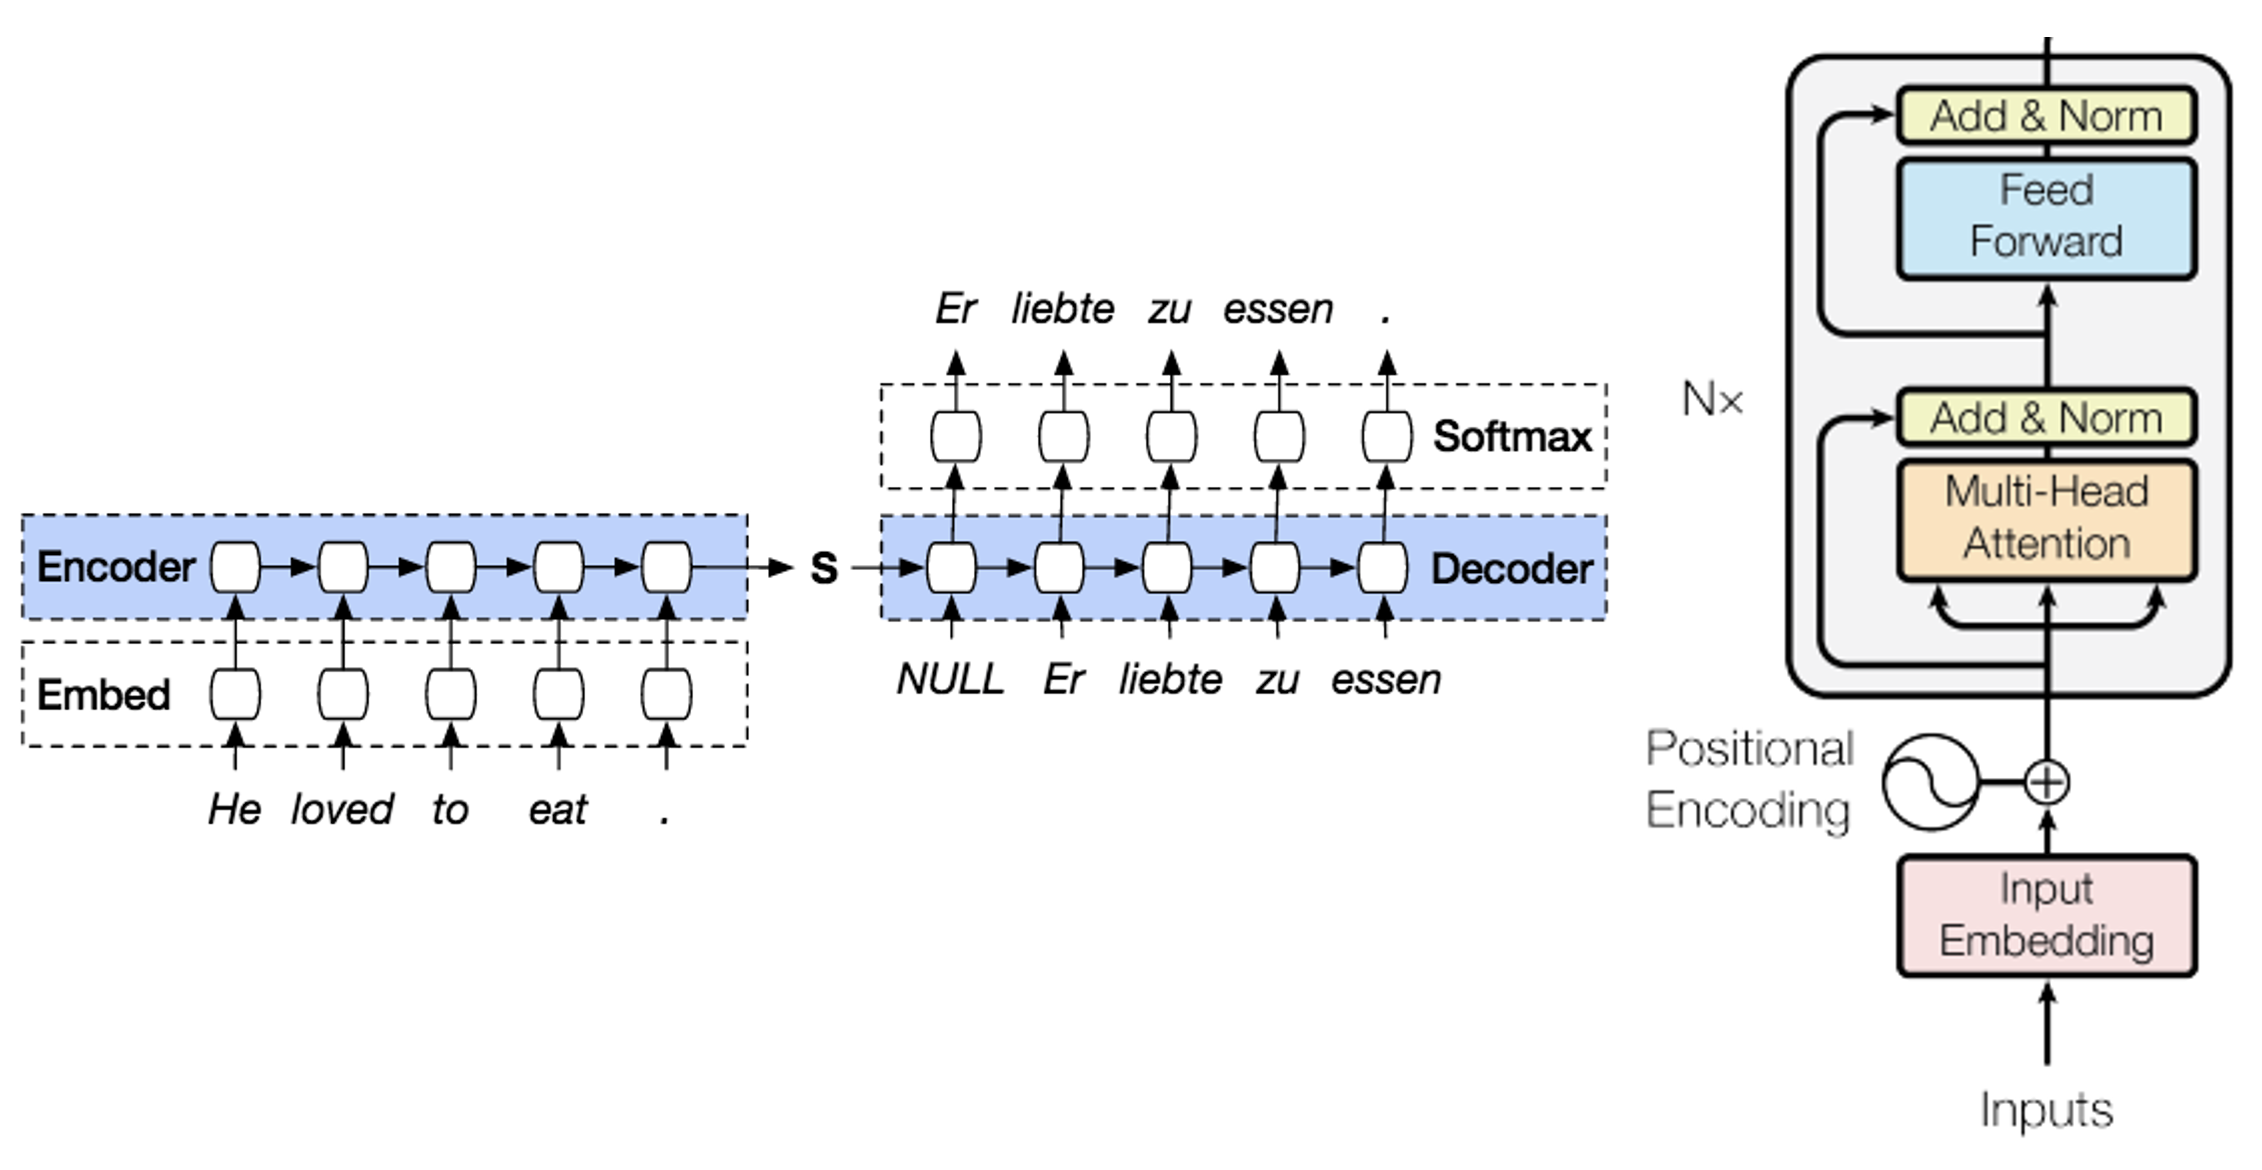 Er liebte zu essen .
Softmax
Encoder
S
Decoder
Embed
NULL Er liebte zu essen
He loved to eat .
Add & Norm
Feed
Forward
N×
Add & Norm
Multi-Head
Attention
Positional
Encoding
Input
Embedding
Inputs